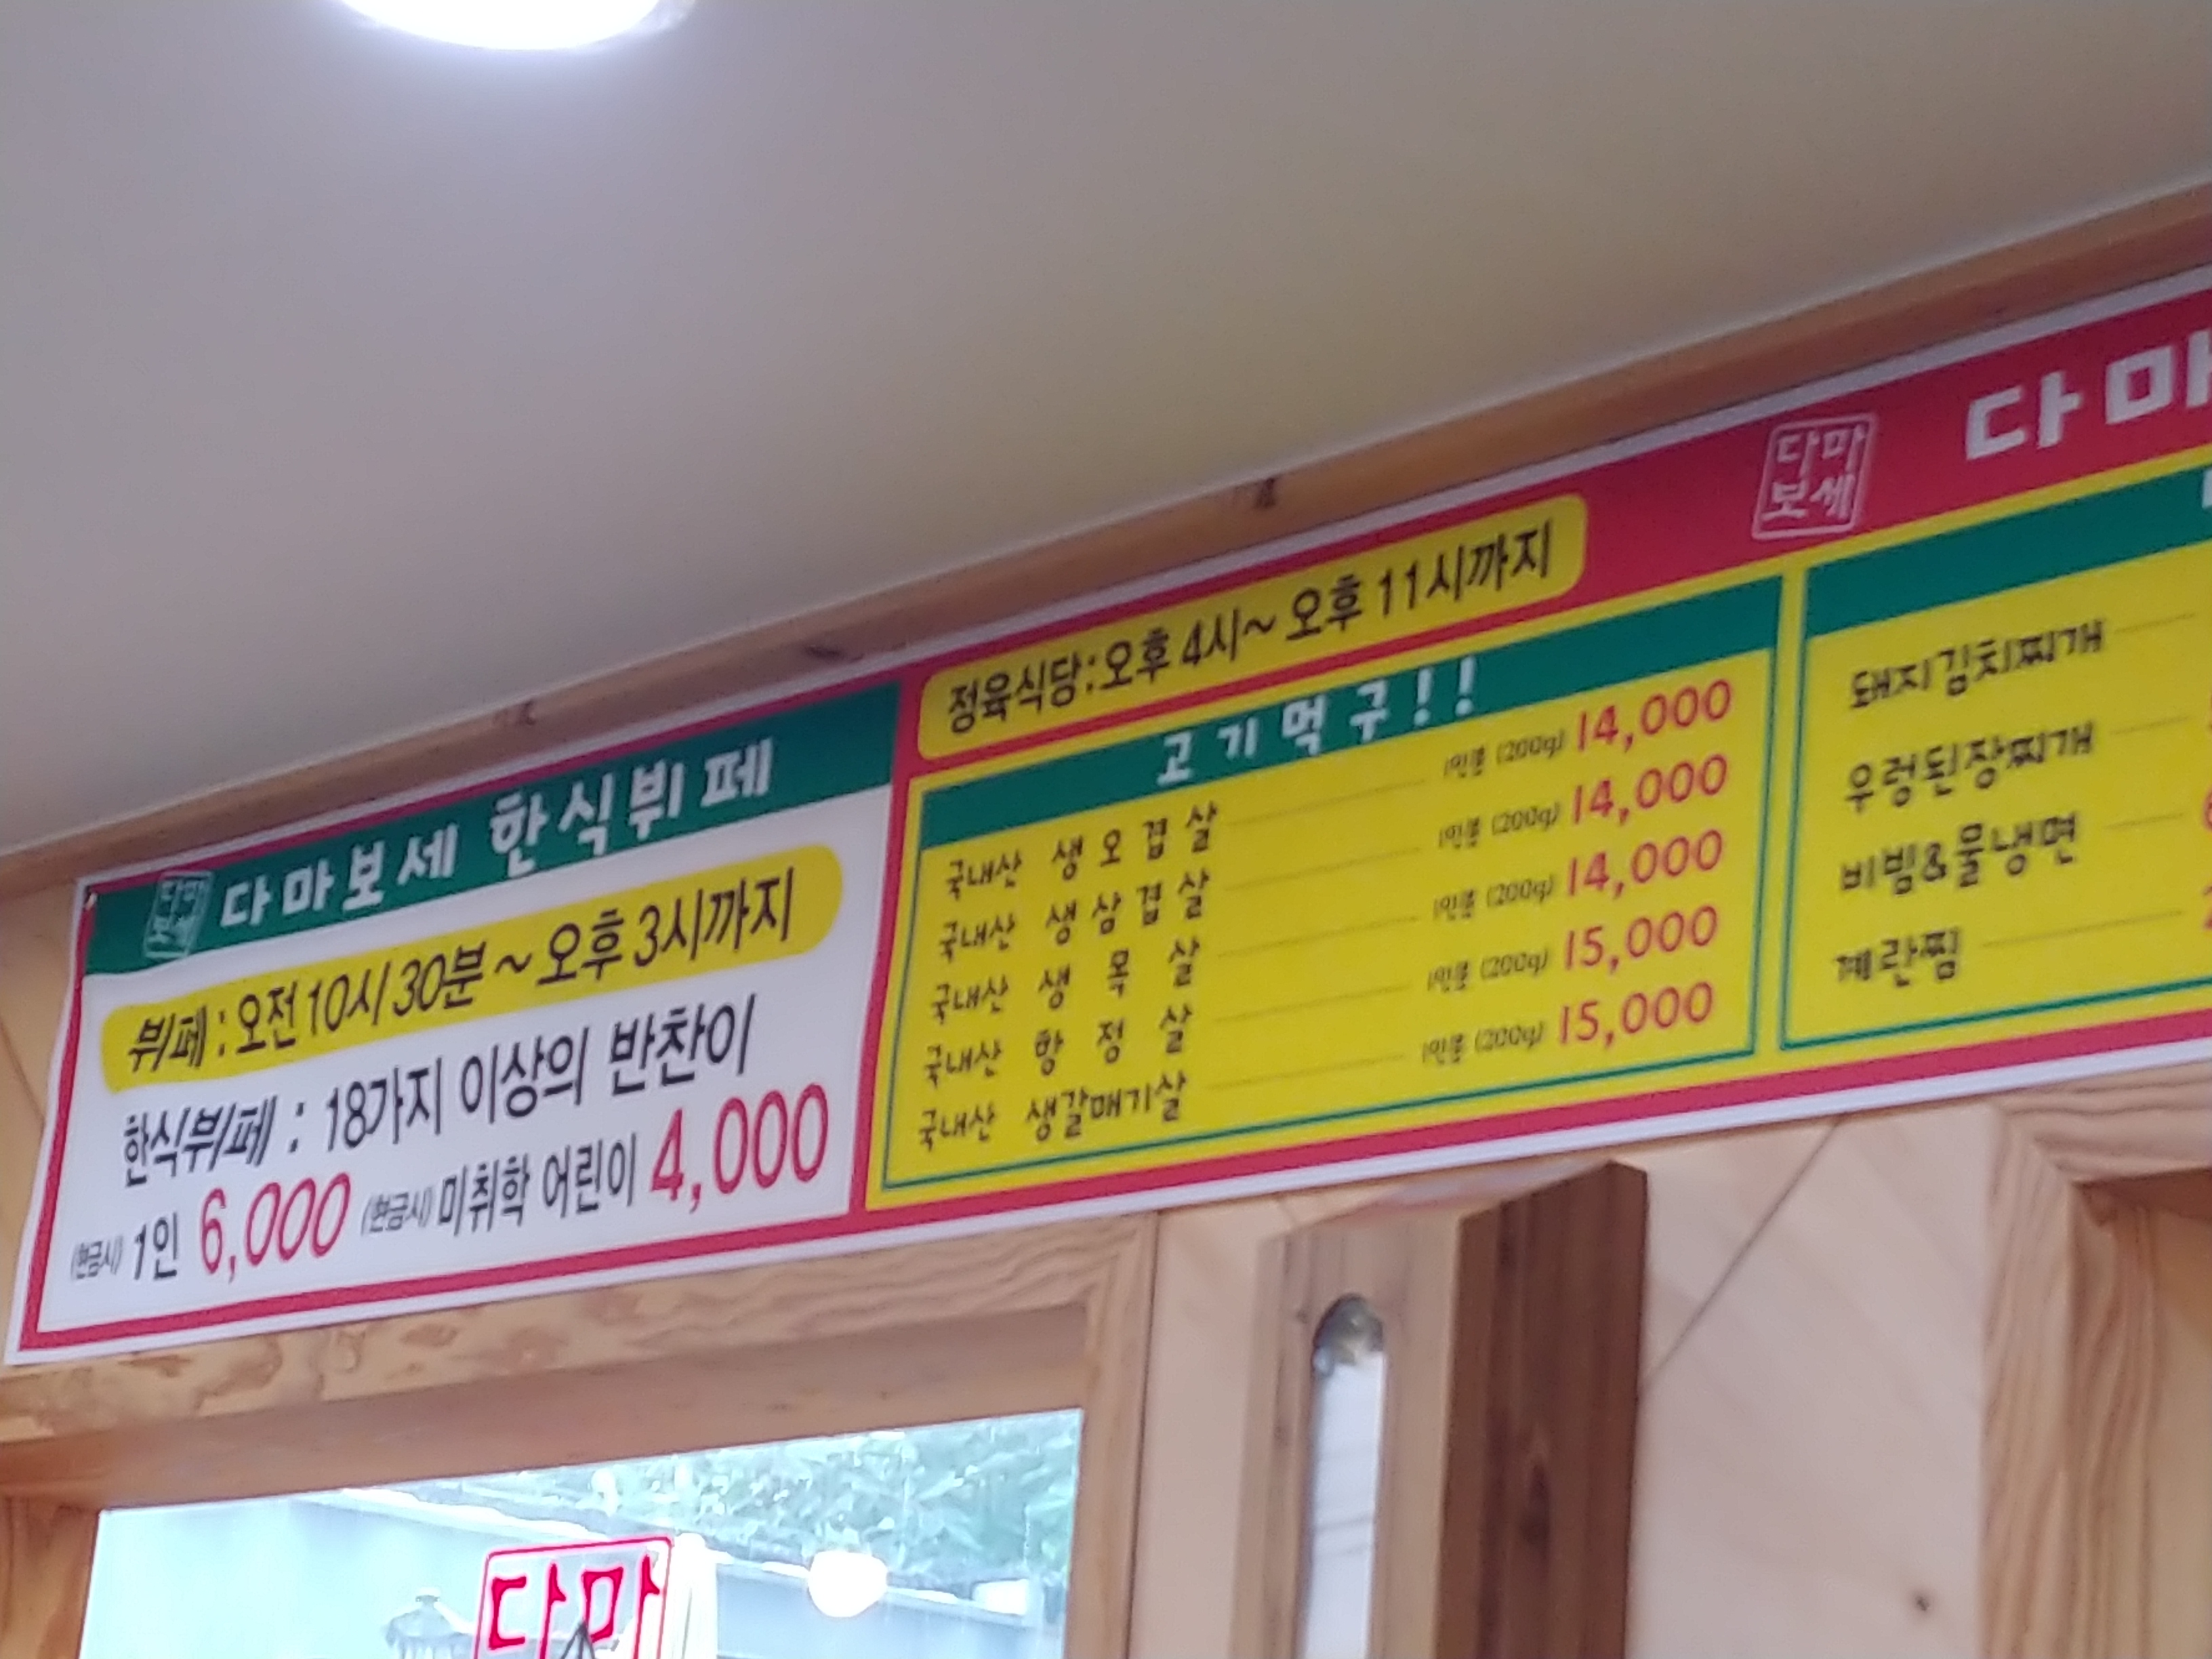 다마보세
다마보세 한식뷔페
뷔페 : 오전 10시 30분 ~ 오후 3시까지
한식뷔페 : 18가지 이상의 반찬이
(현금시) 1인 6,000 (현금시) 미취학 어린이 4,000
정육식당:오후 4시~ 오후 11시까지
고기먹구!!
국내산 생오겹살 1인분 (200g) 14,000
국내산 생삼겹살 1인분 (200g) 14,000
국내산 생목살 1인분 (200g) 14,000
국내산 항정살 1인분 (200g) 15,000
국내산 생갈매기살 1인분 (200g) 15,000
다마
보세
다마
돼지김치찌개
우렁된장찌개
비빔&물냉면
계란찜
다마